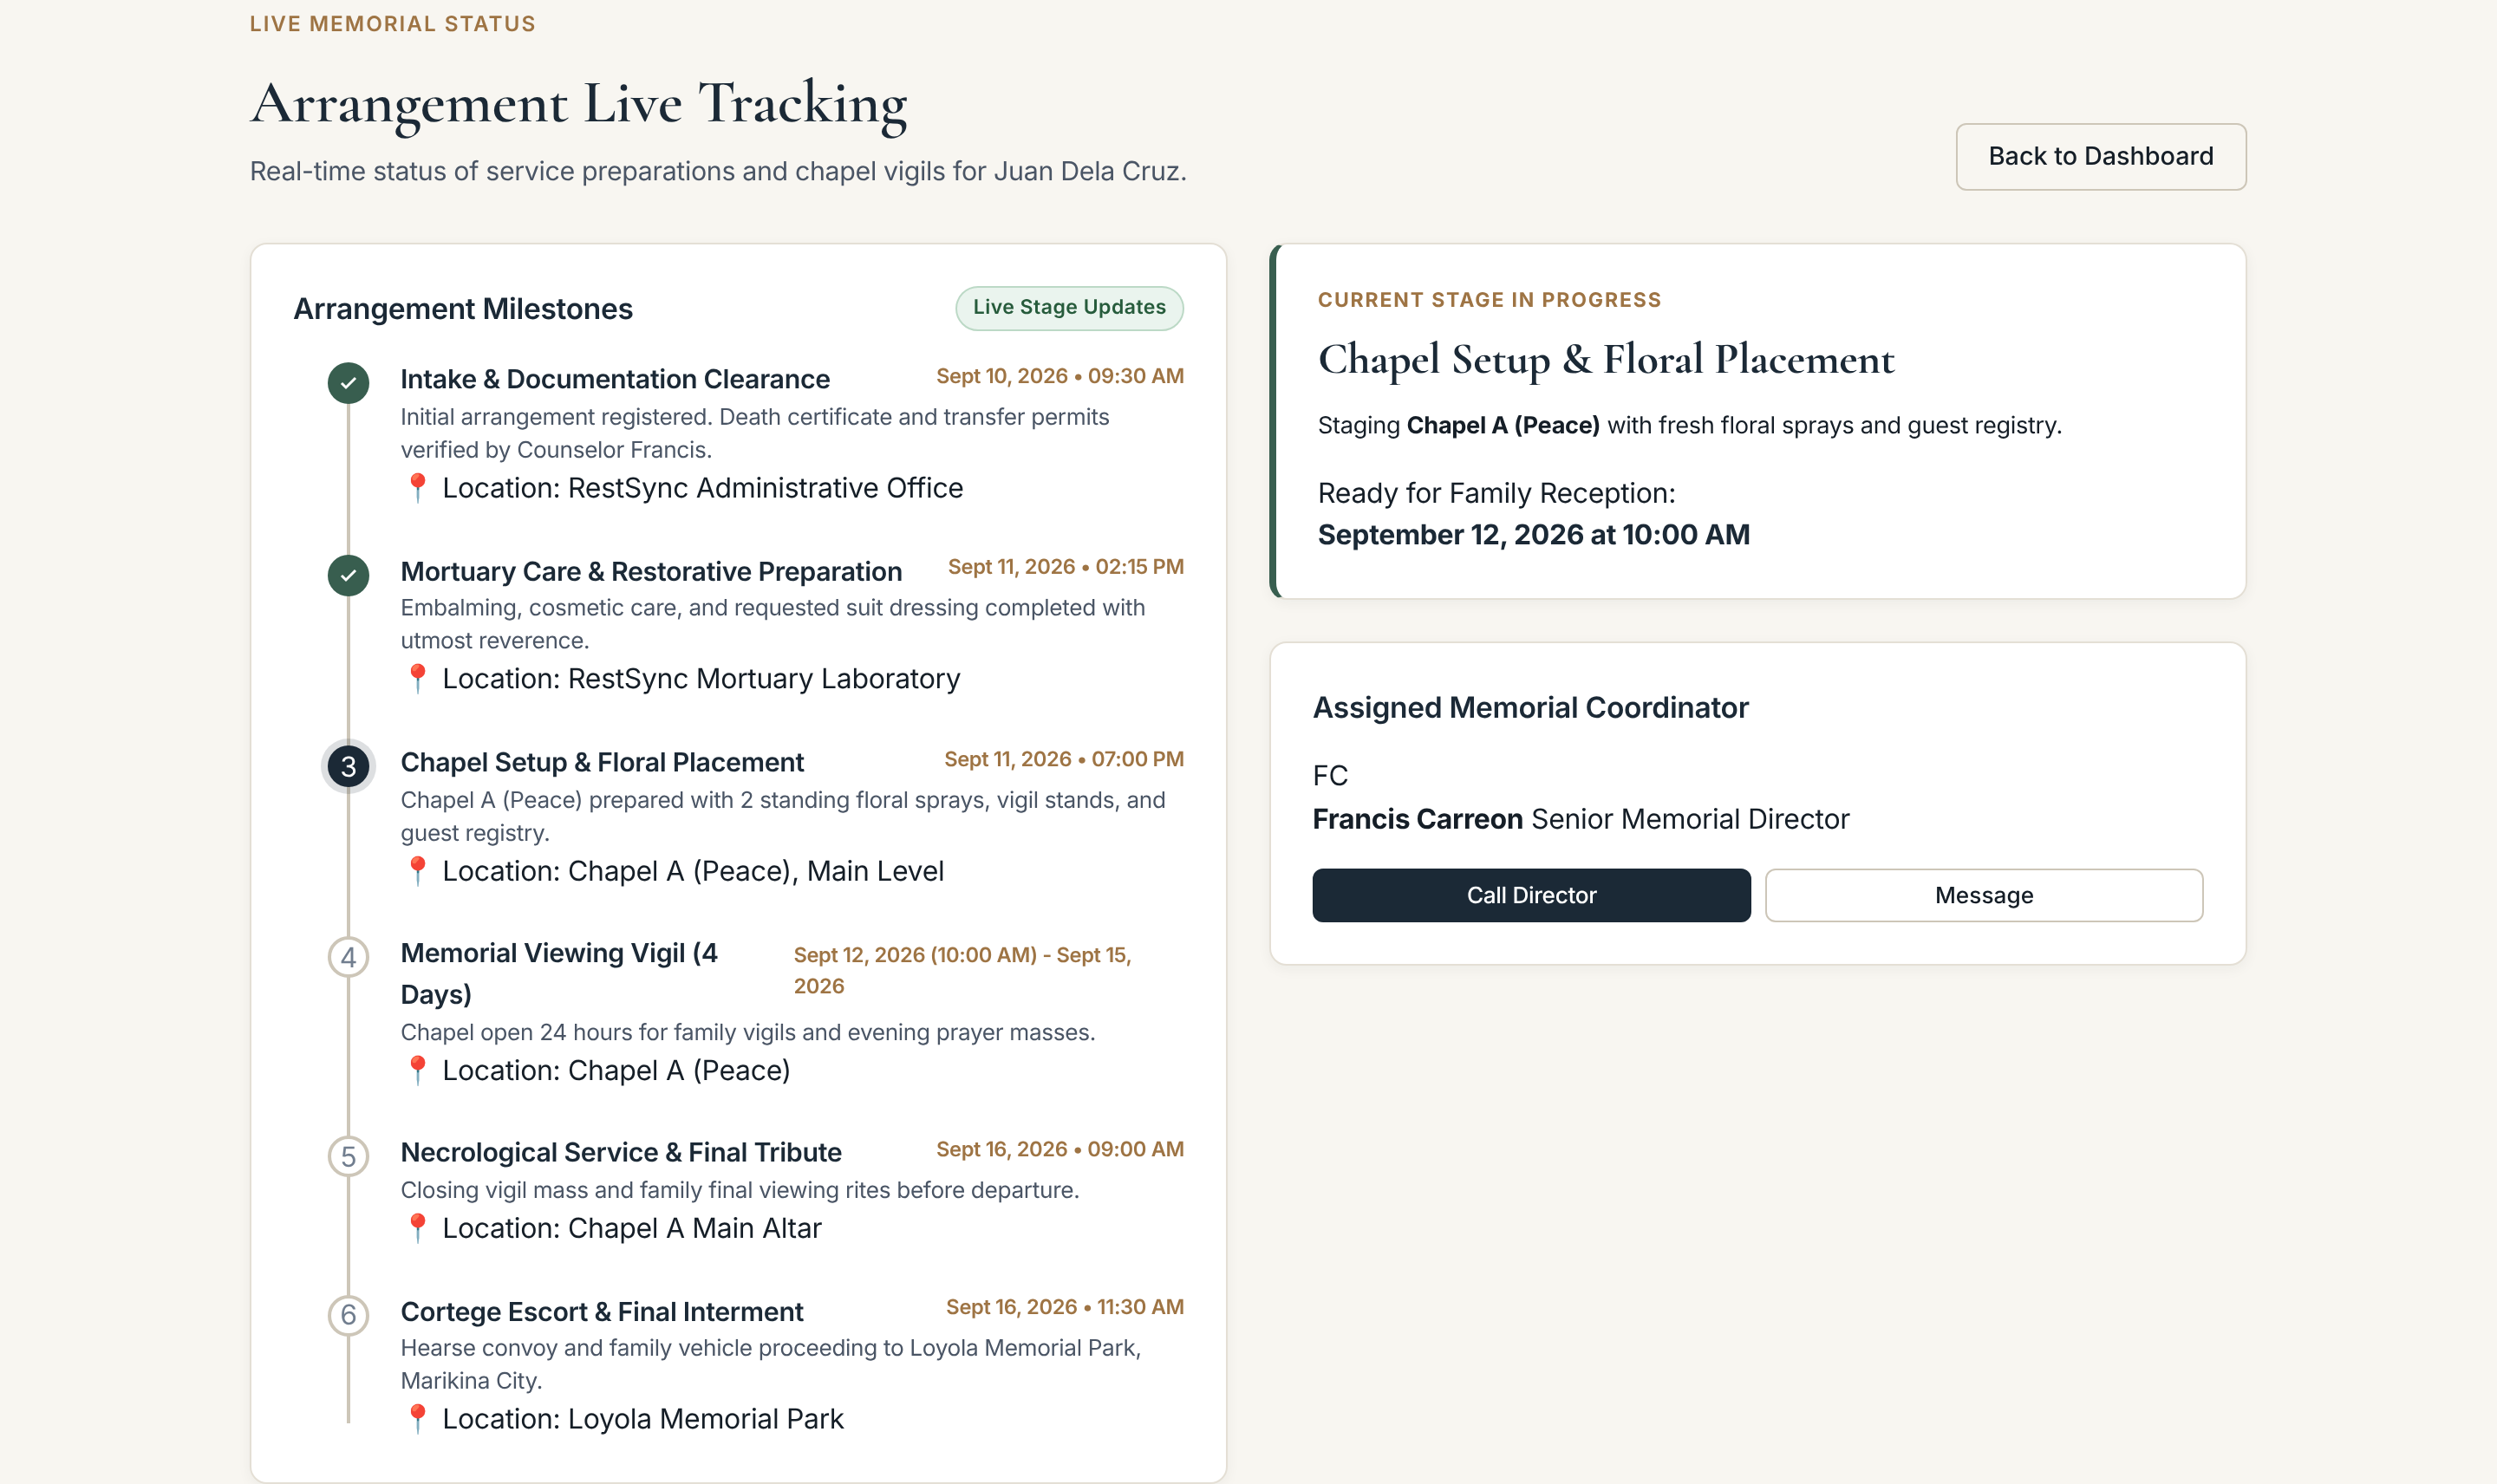 LIVE MEMORIAL STATUS
Arrangement Live Tracking
Real-time status of service preparations and chapel vigils for Juan Dela Cruz.
Back to Dashboard
Arrangement Milestones
Live Stage Updates
Intake & Documentation Clearance
Sept 10, 2026 • 09:30 AM
Initial arrangement registered. Death certificate and transfer permits
verified by Counselor Francis.
📍 Location: RestSync Administrative Office
Mortuary Care & Restorative Preparation
Sept 11, 2026 • 02:15 PM
Embalming, cosmetic care, and requested suit dressing completed with
utmost reverence.
📍 Location: RestSync Mortuary Laboratory
3
Chapel Setup & Floral Placement
Sept 11, 2026 • 07:00 PM
Chapel A (Peace) prepared with 2 standing floral sprays, vigil stands, and
guest registry.
📍 Location: Chapel A (Peace), Main Level
4
Memorial Viewing Vigil (4
Days)
Sept 12, 2026 (10:00 AM) - Sept 15,
2026
Chapel open 24 hours for family vigils and evening prayer masses.
📍 Location: Chapel A (Peace)
5
Necrological Service & Final Tribute
Sept 16, 2026 • 09:00 AM
Closing vigil mass and family final viewing rites before departure.
📍 Location: Chapel A Main Altar
6
Cortege Escort & Final Interment
Sept 16, 2026 • 11:30 AM
Hearse convoy and family vehicle proceeding to Loyola Memorial Park,
Marikina City.
📍 Location: Loyola Memorial Park
CURRENT STAGE IN PROGRESS
Chapel Setup & Floral Placement
Staging Chapel A (Peace) with fresh floral sprays and guest registry.
Ready for Family Reception:
September 12, 2026 at 10:00 AM
Assigned Memorial Coordinator
FC
Francis Carreon Senior Memorial Director
Call Director
Message